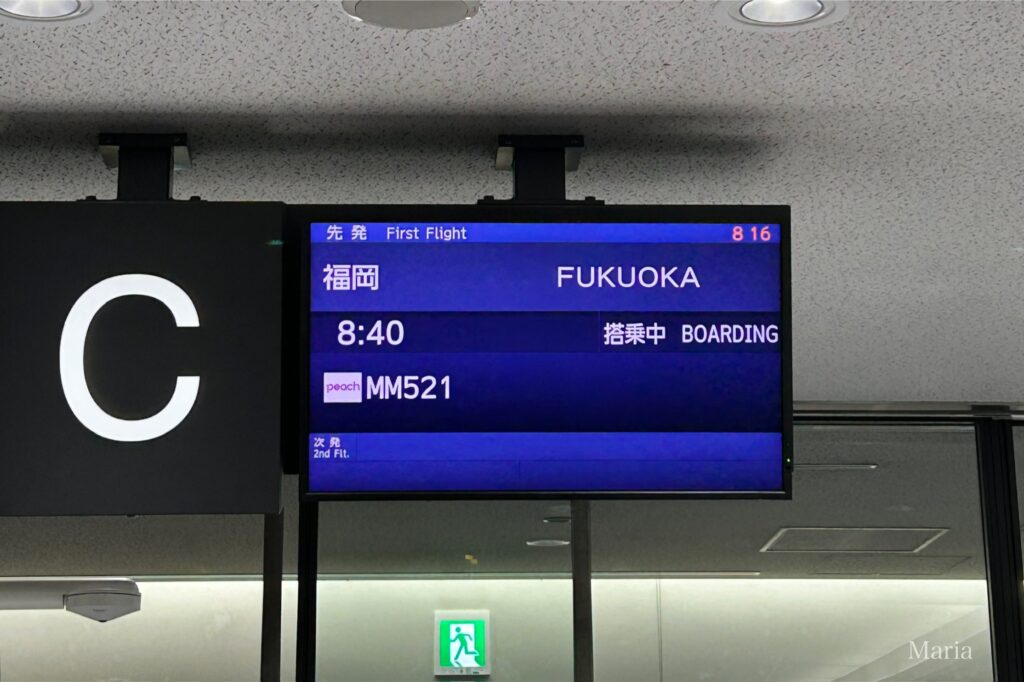 先発 First Flight 8 16
福岡 FUKUOKA
C
8:40 搭乗中 BOARDING
peach MM521
次発
2nd Flt.
Maria